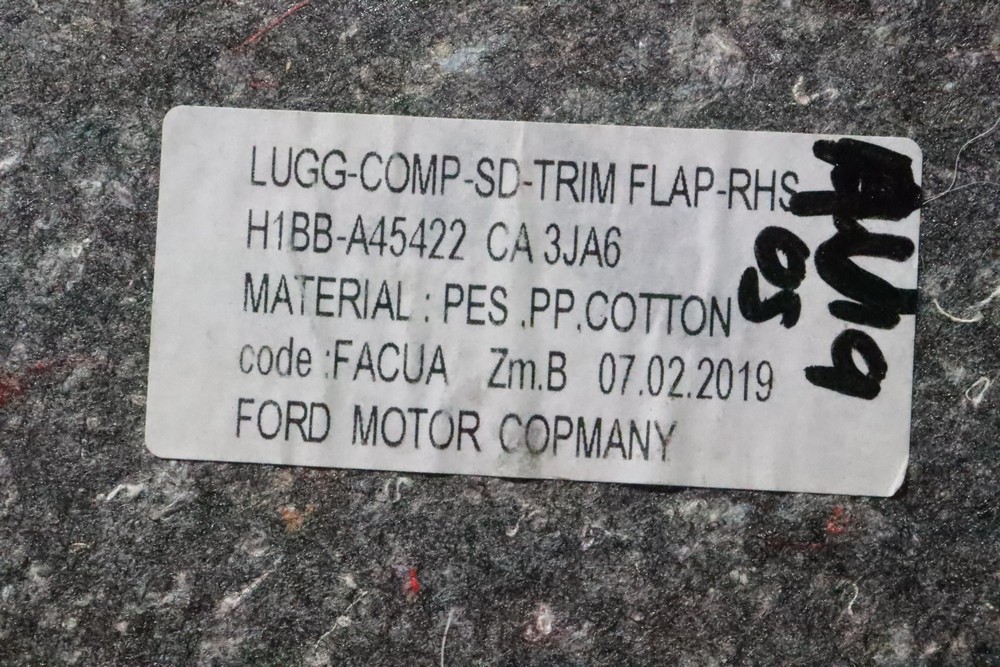 LUGG-COMP-SD-TRIM FLAP-RHS
H1BB-A45422 CA 3JA6
MATERIAL : PES .PP.COTTON
code :FACUA Zm.B 07.02.2019
FORD MOTOR COPMANY
05